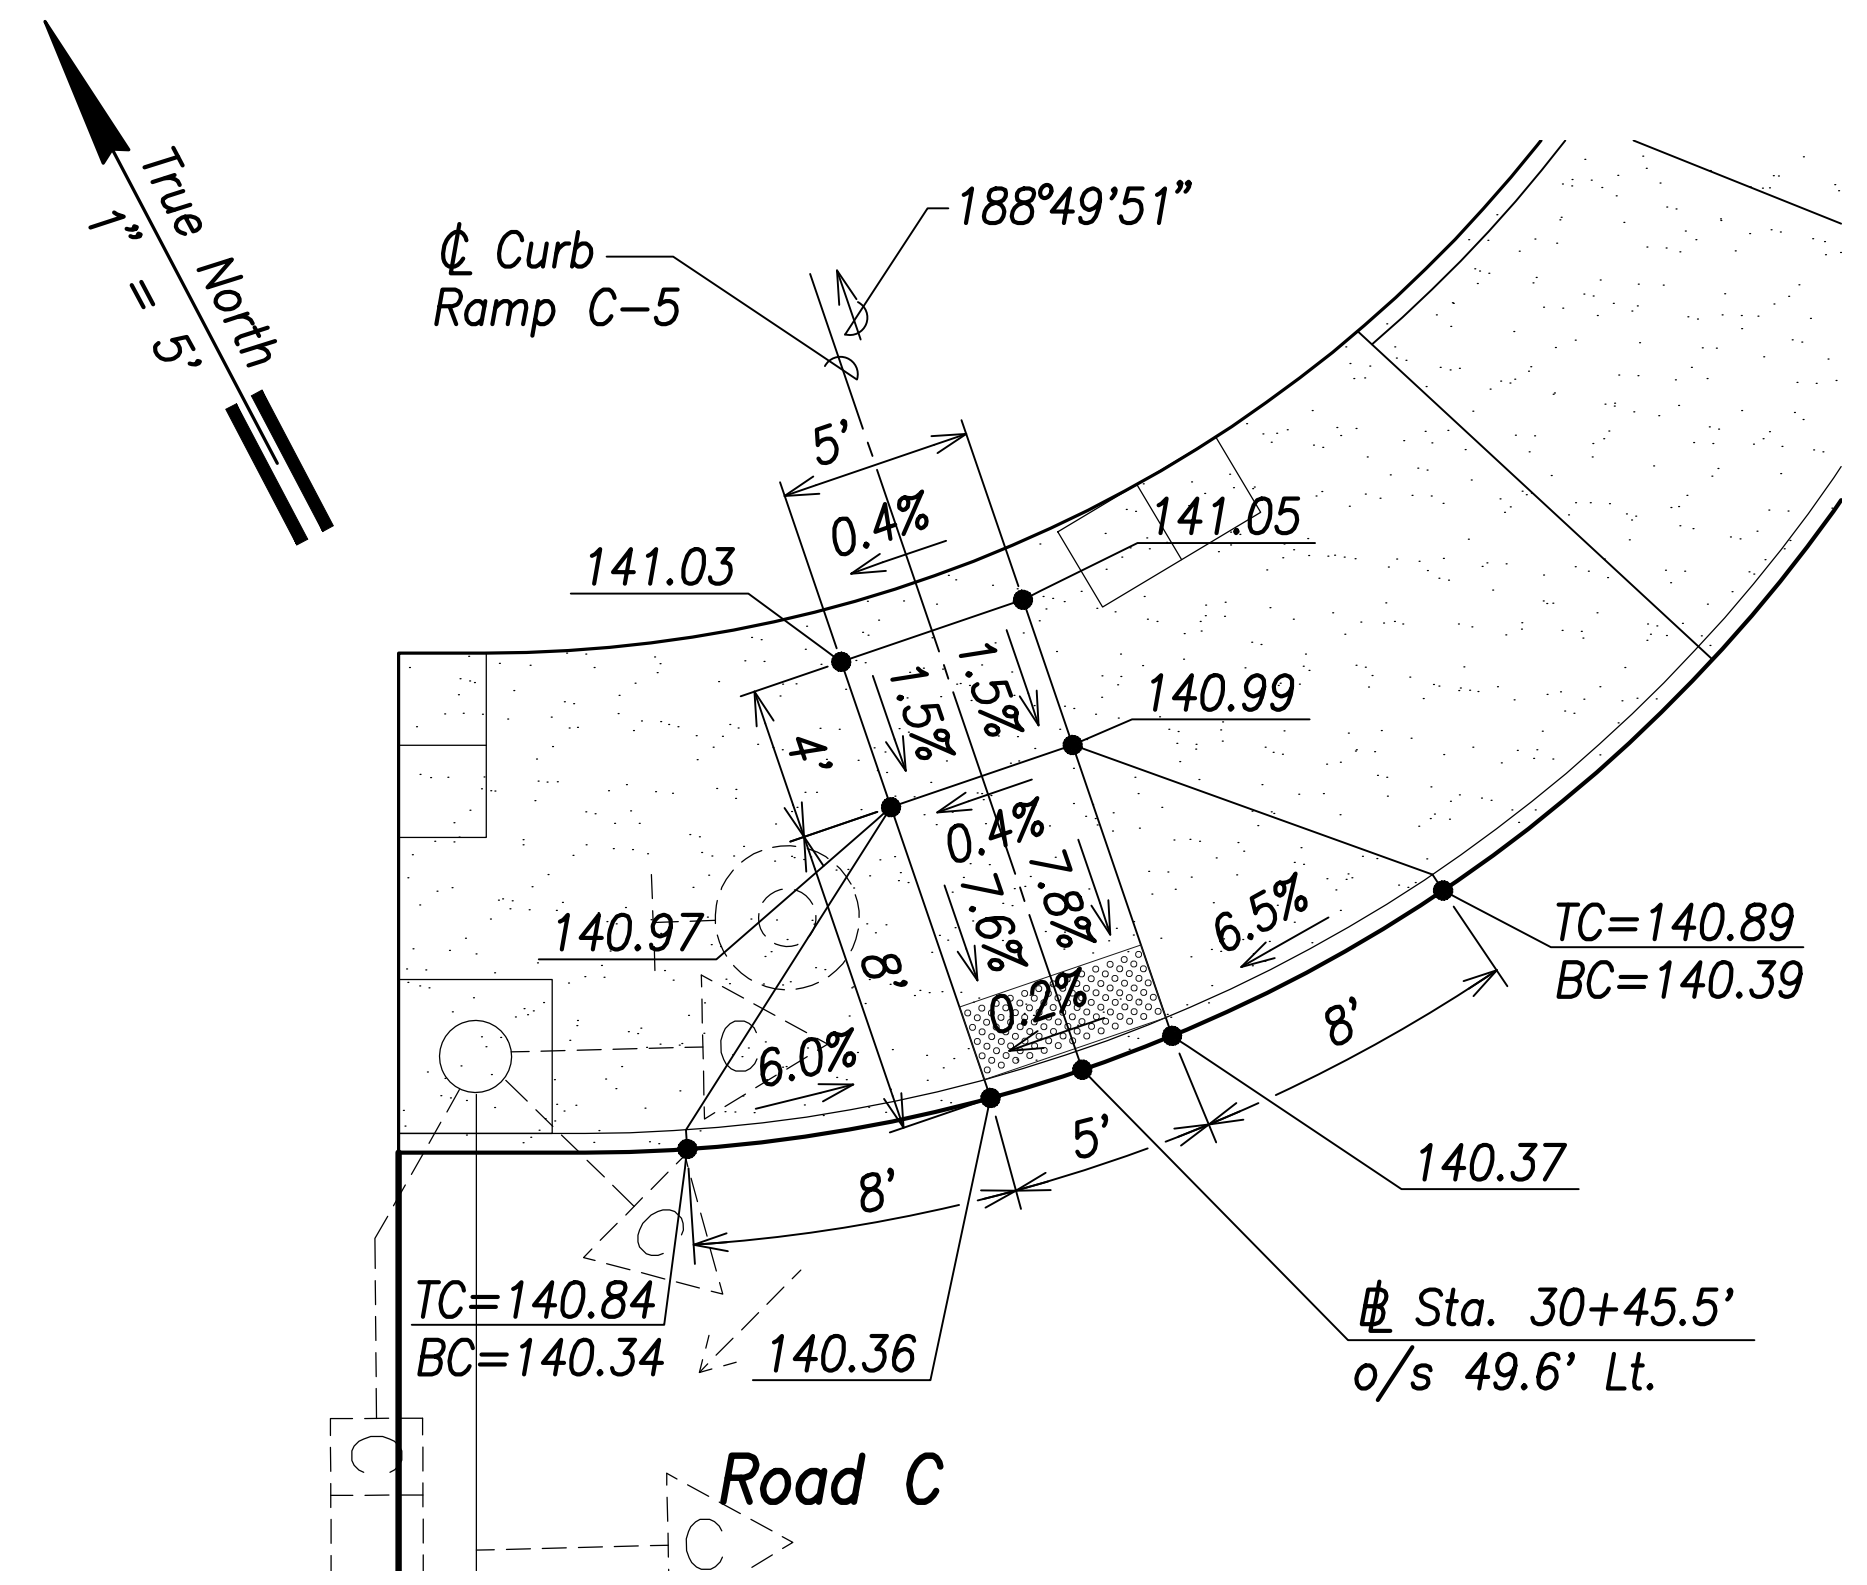 True North
1" = 5'
188°49'51"
℄ Curb
Ramp C-5
5'
0.4%
141.03
141.05
1.5%
1.5%
140.99
4'
0.4%
7.6%
7.8%
8'
140.97
0.2%
6.0%
6.5%
TC=140.89
BC=140.39
8'
5'
8'
140.37
C
C
TC=140.84
BC=140.34
140.36
Sta. 30+45.5'
o/s 49.6' Lt.
C
Road C
C